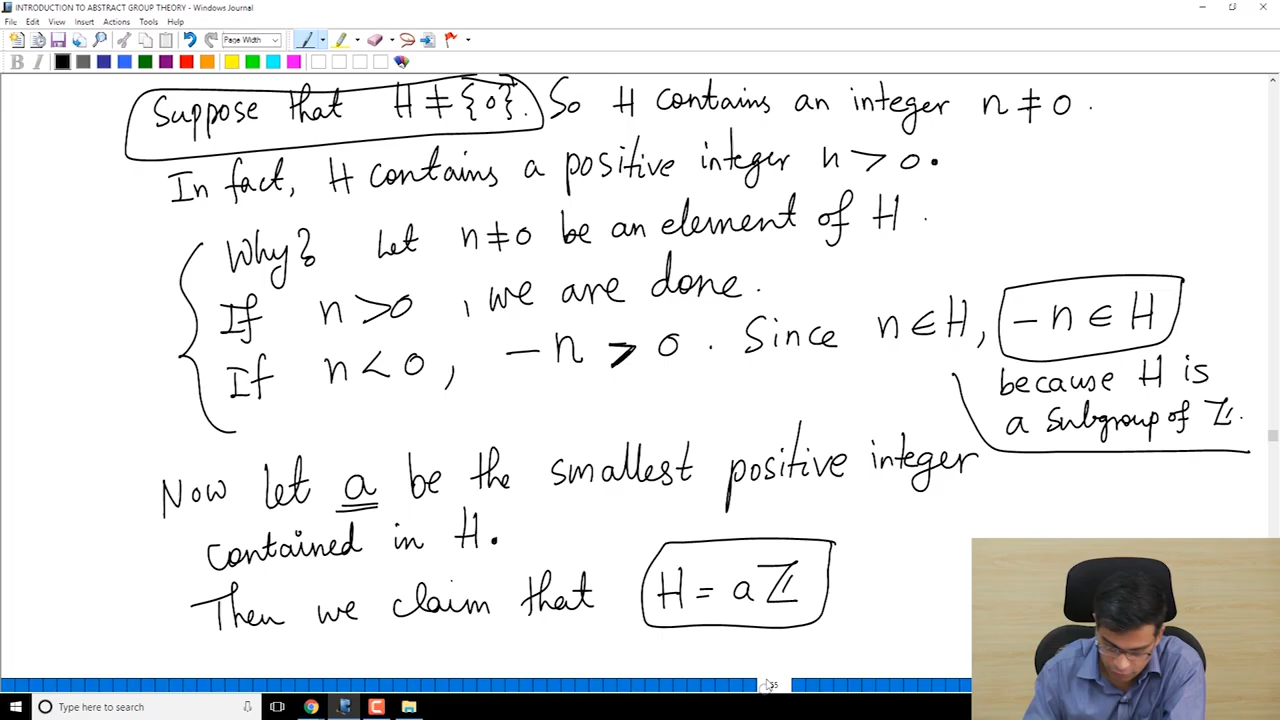 INTRODUCTION TO ABSTRACT GROUP THEORY - Windows Journal
File Edit View Insert Actions Tools Help
Page Width
B I
Suppose that H ≠ {0}. So H contains an integer n ≠ 0.
In fact, H contains a positive integer n > 0.
Why? Let n ≠ 0 be an element of H.
If n > 0, we are done.
If n < 0, -n > 0. Since n ∈ H, -n ∈ H
because H is
a subgroup of ℤ.
Now let a be the smallest positive integer
contained in H.
Then we claim that H = aℤ
Type here to search